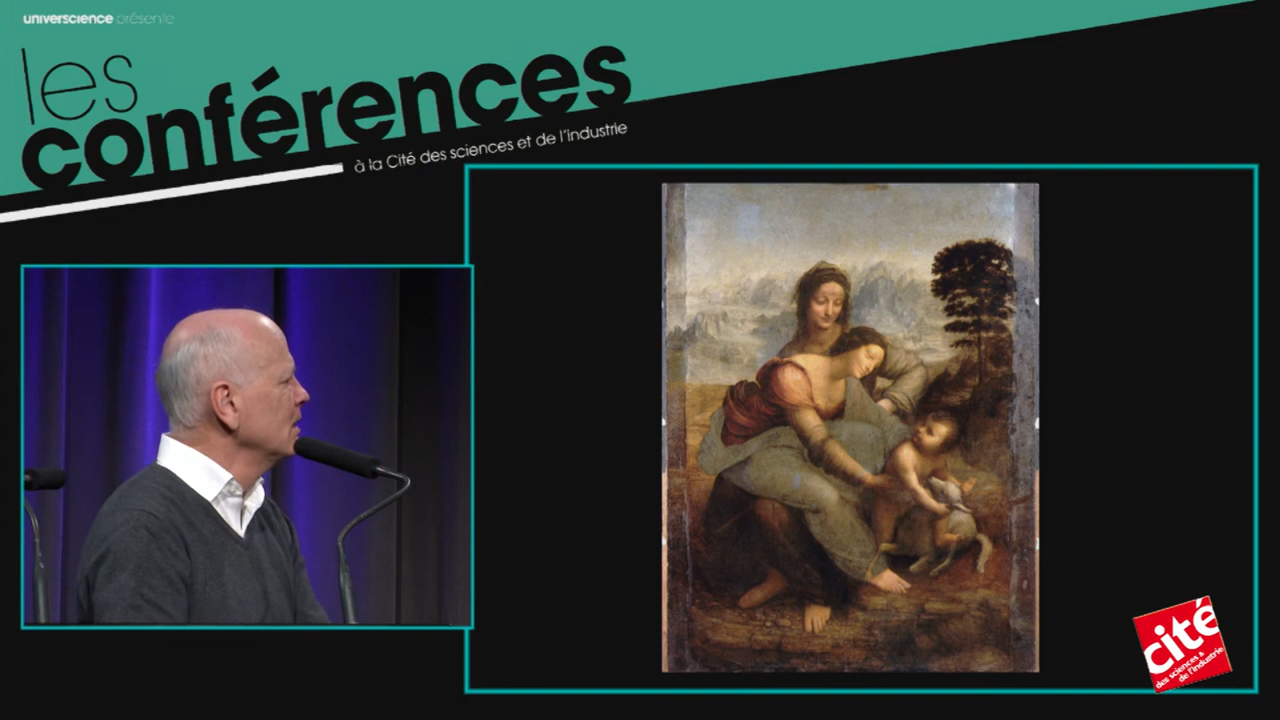 universcience présente
les
conférences
à la Cité des sciences et de l'industrie
cité
des sciences &
de l'industrie